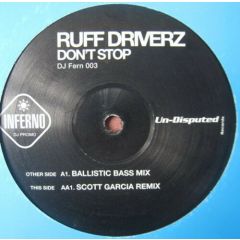 RUFF DRIVERZ
DON'T STOP
DJ Fern 003
INFERNO
DJ PROMO
Un-Disputed
Records
OTHER SIDE A1. BALLISTIC BASS MIX
THIS SIDE AA1. SCOTT GARCIA REMIX